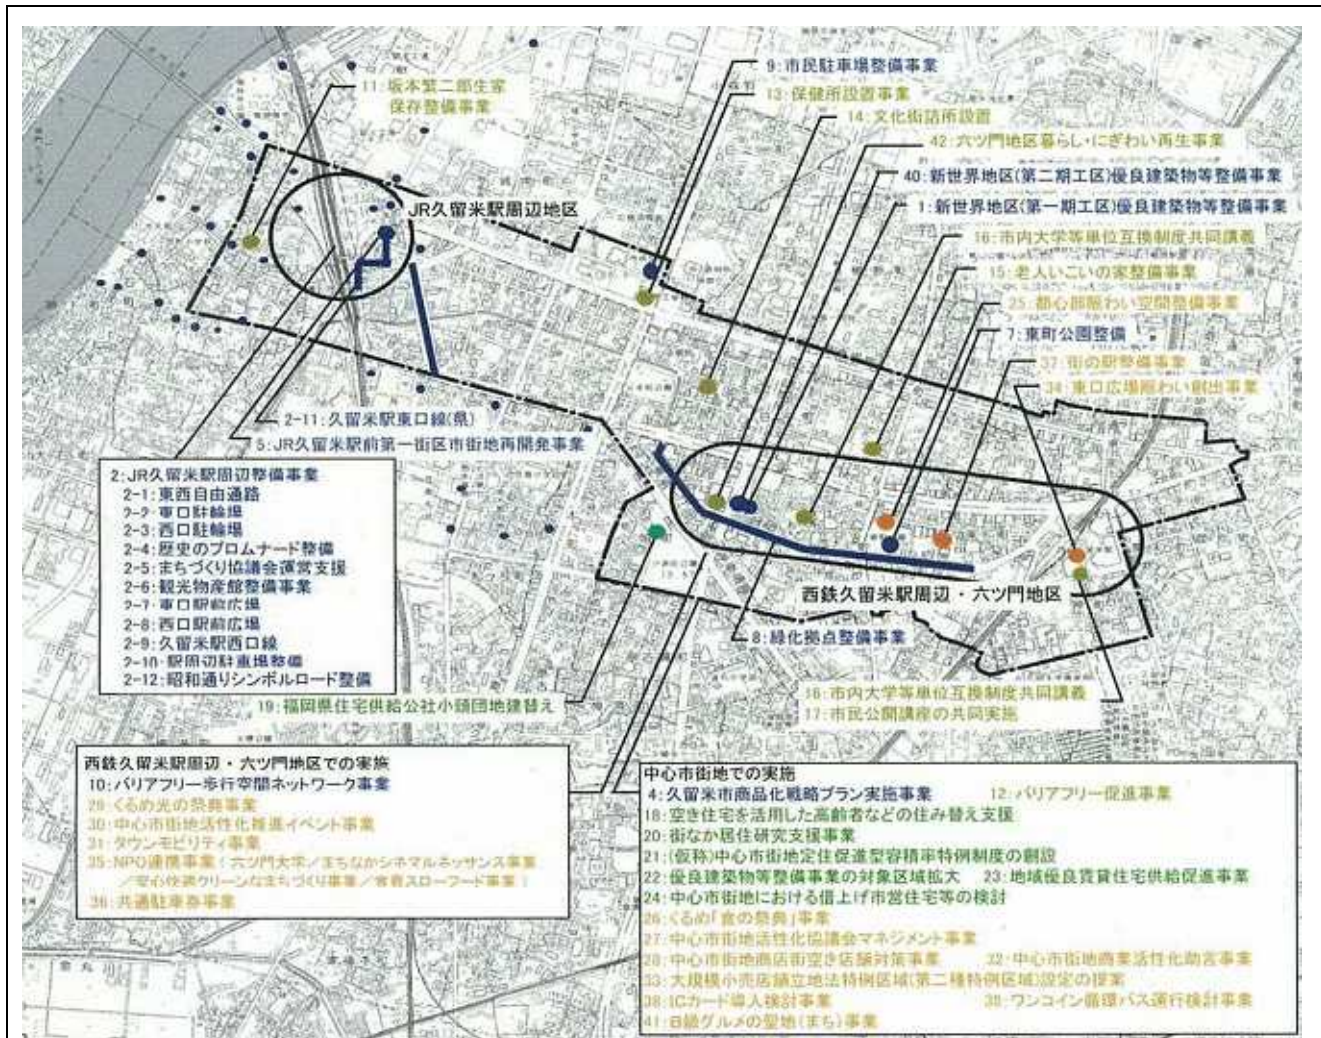 9:市民駐車場整備事業
11:坂本繁二郎生家
保存整備事業
13:保健所設置事業
14:文化街詰所設置
42:六ツ門地区暮らし・にぎわい再生事業
40:新世界地区(第二期工区)優良建築物等整備事業
1:新世界地区(第一期工区)優良建築物等整備事業
JR久留米駅周辺地区
16:市内大学等単位互換制度共同講義
15:老人いこいの家整備事業
25:都心部賑わい空間整備事業
7:東町公園整備
37:街の駅整備事業
34:東口広場賑わい創出事業
2-11:久留米駅東口線(県)
5:JR久留米駅前第一街区市街地再開発事業
2:JR久留米駅周辺整備事業
2-1:東西自由通路
2-2:東口駐輪場
2-3:西口駐輪場
2-4:歴史のプロムナード整備
2-5:まちづくり協議会運営支援
2-6:観光物産館整備事業
2-7:東口駅前広場
2-8:西口駅前広場
2-9:久留米駅西口線
2-10:駅周辺駐車場整備
2-12:昭和通りシンボルロード整備
西鉄久留米駅周辺・六ツ門地区
8:緑化拠点整備事業
16:市内大学等単位互換制度共同講義
17:市民公開講座の共同実施
19:福岡県住宅供給公社小頭団地建替え
西鉄久留米駅周辺・六ツ門地区での実施
10:バリアフリー歩行空間ネットワーク事業
29:くるめ光の祭典事業
30:中心市街地活性化推進イベント事業
31:タウンモビリティ事業
35:NPO連携事業(六ツ門大学/まちなかシネマルネッサンス事業
/安心快適クリーンなまちづくり事業/食育スローフード事業)
36:共通駐車券事業
中心市街地での実施
4:久留米市商品化戦略プラン実施事業 12:バリアフリー促進事業
18:空き住宅を活用した高齢者などの住み替え支援
20:街なか居住研究支援事業
21:(仮称)中心市街地定住促進型容積率特例制度の創設
22:優良建築物等整備事業の対象区域拡大 23:地域優良賃貸住宅供給促進事業
24:中心市街地における借上げ市営住宅等の検討
26:くるめ「食の祭典」事業
27:中心市街地活性化協議会マネジメント事業
28:中心市街地商店街空き店舗対策事業 32:中心市街地商業活性化助言事業
33:大規模小売店舗立地法特例区域(第二種特例区域)設定の提案
38:ICカード導入検討事業 39:ワンコイン循環バス運行検討事業
41:B級グルメの聖地(まち)事業